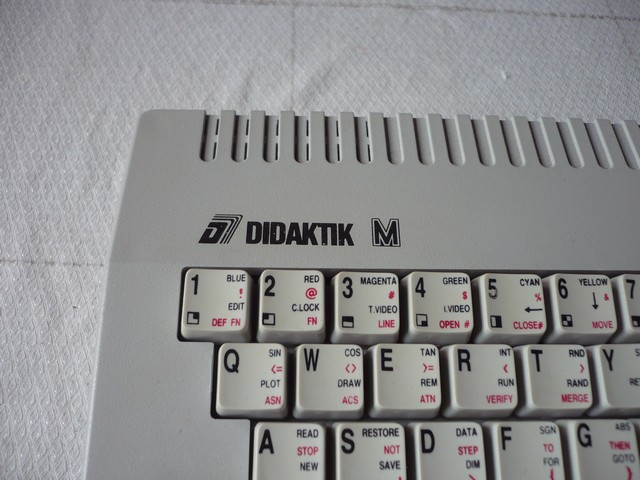 DIDAKTIK M
1 BLUE ! EDIT DEF FN
2 RED @ C.LOCK FN
3 MAGENTA # T.VIDEO LINE
4 GREEN $ I.VIDEO OPEN #
5 CYAN % ← CLOSE#
6 YELLOW & ↓ MOVE
7
Q SIN <= PLOT ASN
W COS <> DRAW ACS
E TAN >= REM ATN
R INT < RUN VERIFY
T RND > RAND MERGE
Y
A READ STOP NEW
S RESTORE NOT SAVE
D DATA STEP DIM
F SGN TO FOR
G ABS THEN GOTO